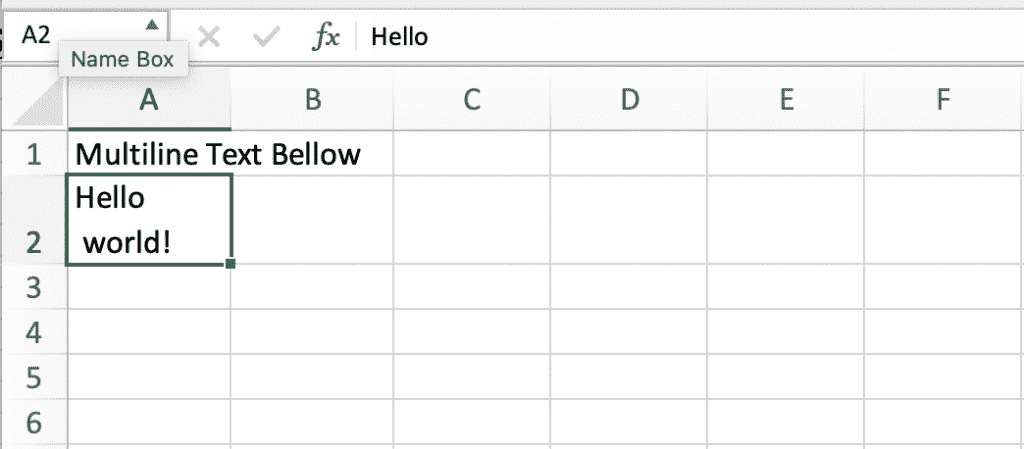 A2
fx Hello
Name Box
A B C D E F
1 Multiline Text Bellow
Hello
2 world!
3
4
5
6